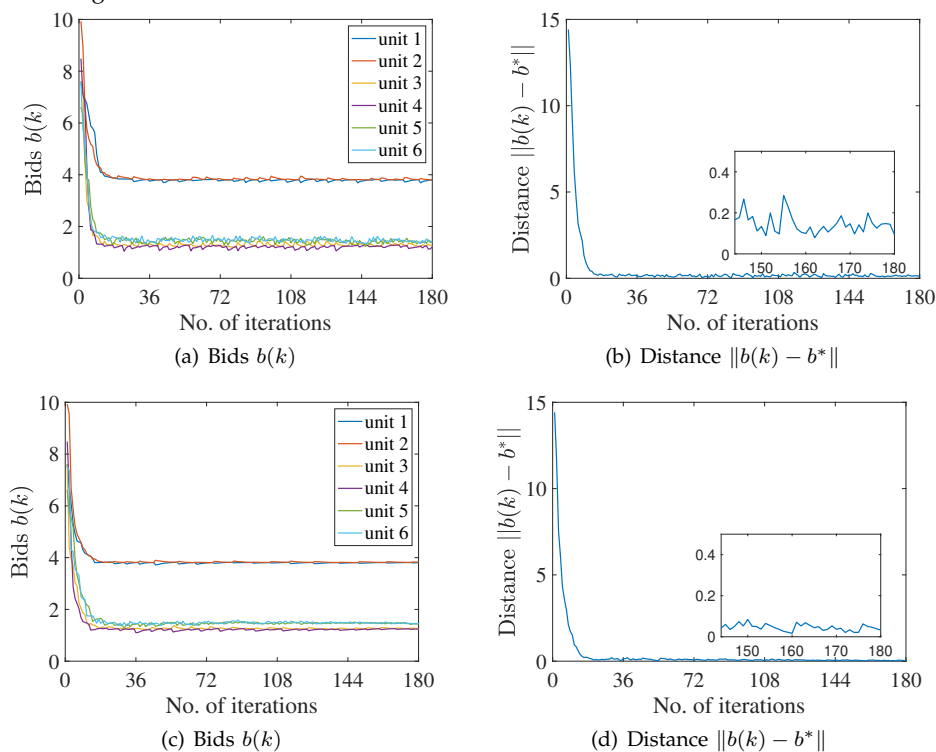 10
8
6
4
2
0
Bids b(k)
unit 1
unit 2
unit 3
unit 4
unit 5
unit 6
0 36 72 108 144 180
No. of iterations
(a) Bids b(k)
15
10
5
0
Distance ||b(k) − b*||
0.4
0.2
0
150 160 170 180
0 36 72 108 144 180
No. of iterations
(b) Distance ‖b(k) − b*‖
10
8
6
4
2
0
Bids b(k)
unit 1
unit 2
unit 3
unit 4
unit 5
unit 6
0 36 72 108 144 180
No. of iterations
(c) Bids b(k)
15
10
5
0
Distance ||b(k) − b*||
0.4
0.2
0
150 160 170 180
0 36 72 108 144 180
No. of iterations
(d) Distance ‖b(k) − b*‖